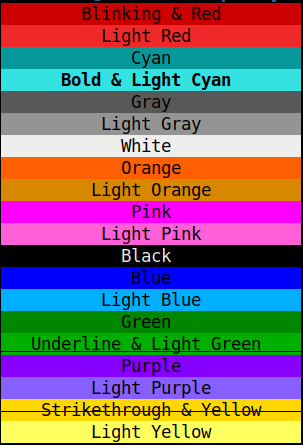 Blinking & Red
Light Red
Cyan
Bold & Light Cyan
Gray
Light Gray
White
Orange
Light Orange
Pink
Light Pink
Black
Blue
Light Blue
Green
Underline & Light Green
Purple
Light Purple
Strikethrough & Yellow
Light Yellow